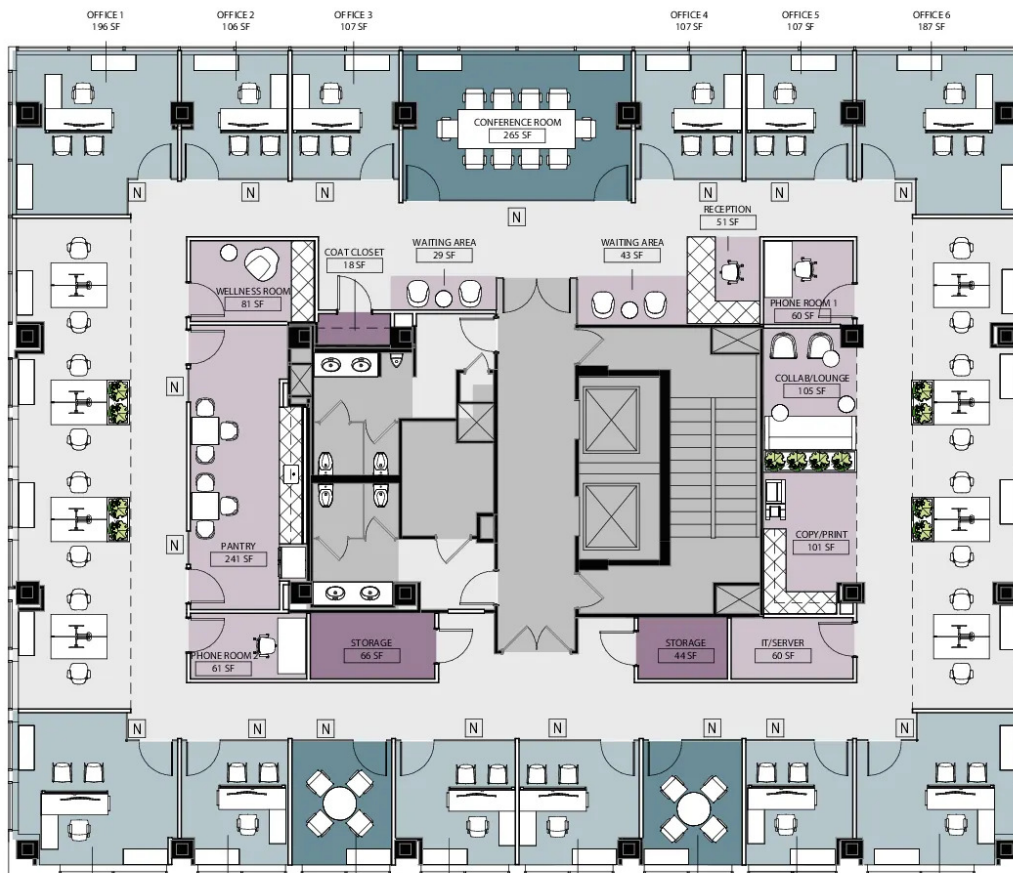 OFFICE 1
196 SF
OFFICE 2
106 SF
OFFICE 3
107 SF
OFFICE 4
107 SF
OFFICE 5
107 SF
OFFICE 6
187 SF
CONFERENCE ROOM
265 SF
N
N
N
N
N
N
N
RECEPTION
51 SF
COAT CLOSET
18 SF
WAITING AREA
29 SF
WAITING AREA
43 SF
WELLNESS ROOM
81 SF
PHONE ROOM 1
60 SF
N
COLLAB/LOUNGE
105 SF
N
PANTRY
241 SF
COPY/PRINT
101 SF
PHONE ROOM 2
61 SF
STORAGE
66 SF
STORAGE
44 SF
IT/SERVER
60 SF
N
N
N
N
N
N
N
N